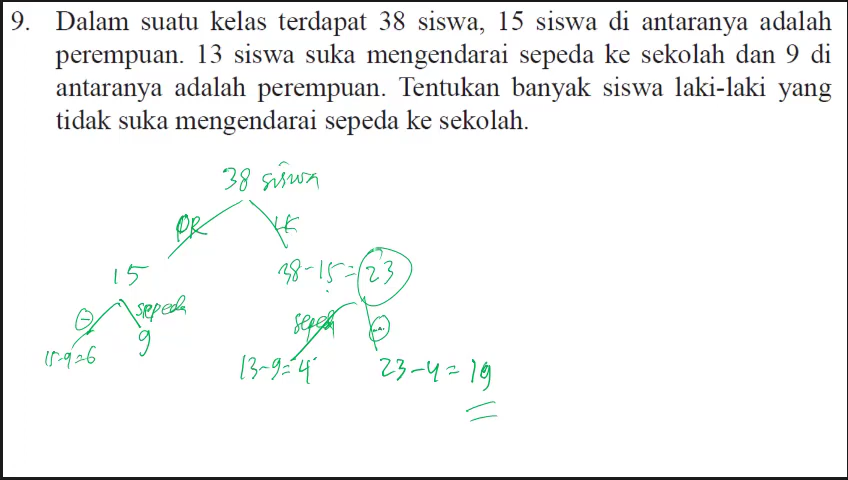 9. Dalam suatu kelas terdapat 38 siswa, 15 siswa di antaranya adalah
perempuan. 13 siswa suka mengendarai sepeda ke sekolah dan 9 di
antaranya adalah perempuan. Tentukan banyak siswa laki-laki yang
tidak suka mengendarai sepeda ke sekolah.
38 siswa
PR LK
15 38-15=23
⊖ sepeda sepeda ⊖
15-9=6 9 13-9=4 23-4=19